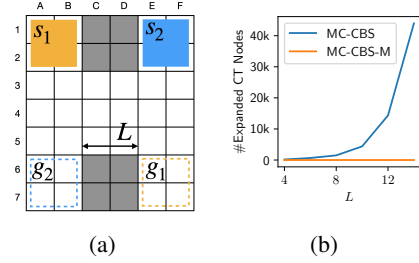 A B C D E F
1
2
3
4
5
6
7
s1
s2
L
g2
g1
(a)
#Expanded CT Nodes
40k
30k
20k
10k
0
4 8 12
L
MC-CBS
MC-CBS-M
(b)